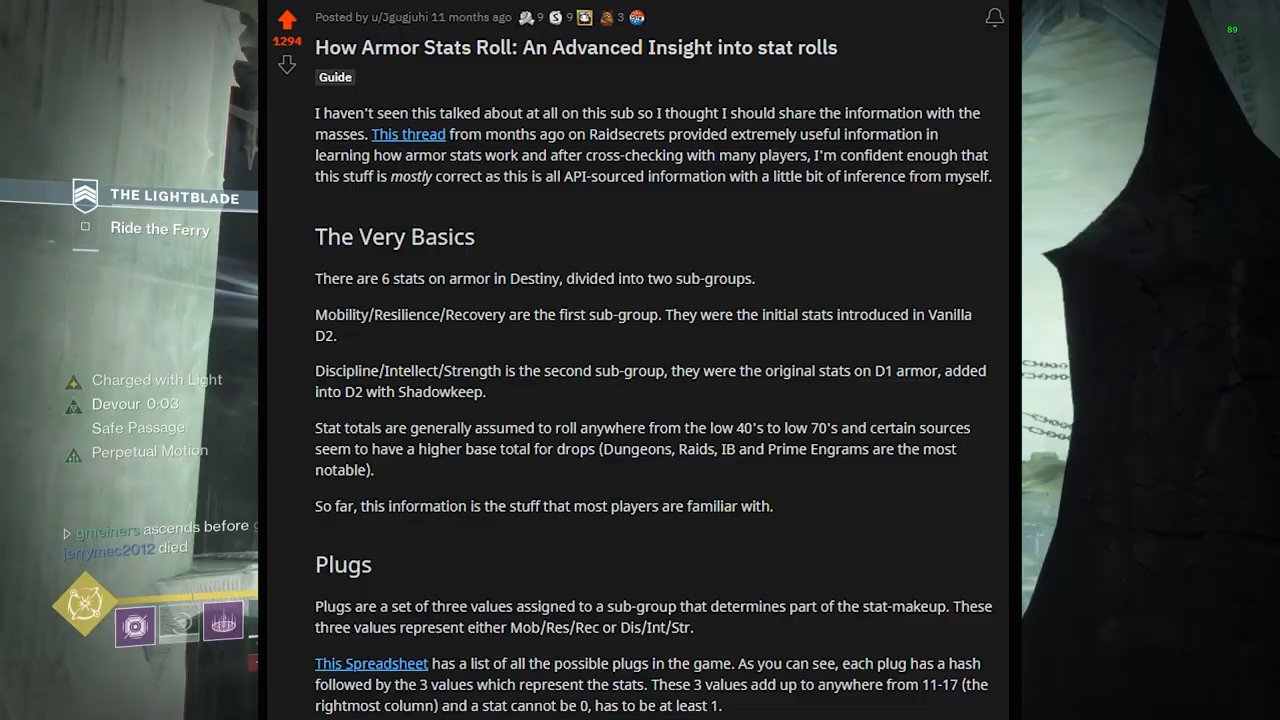 Posted by u/Jgugjuhi 11 months ago 9 9 3
89
1294
How Armor Stats Roll: An Advanced Insight into stat rolls
Guide
I haven't seen this talked about at all on this sub so I thought I should share the information with the
masses. This thread from months ago on Raidsecrets provided extremely useful information in
learning how armor stats work and after cross-checking with many players, I'm confident enough that
this stuff is mostly correct as this is all API-sourced information with a little bit of inference from myself.
THE LIGHTBLADE
Ride the Ferry
The Very Basics
There are 6 stats on armor in Destiny, divided into two sub-groups.
Mobility/Resilience/Recovery are the first sub-group. They were the initial stats introduced in Vanilla
D2.
Discipline/Intellect/Strength is the second sub-group, they were the original stats on D1 armor, added
into D2 with Shadowkeep.
Stat totals are generally assumed to roll anywhere from the low 40's to low 70's and certain sources
seem to have a higher base total for drops (Dungeons, Raids, IB and Prime Engrams are the most
notable).
So far, this information is the stuff that most players are familiar with.
Charged with Light
Devour 0:03
Safe Passage
Perpetual Motion
gmeiners ascends before
jerrymac2012 died
Plugs
Plugs are a set of three values assigned to a sub-group that determines part of the stat-makeup. These
three values represent either Mob/Res/Rec or Dis/Int/Str.
This Spreadsheet has a list of all the possible plugs in the game. As you can see, each plug has a hash
followed by the 3 values which represent the stats. These 3 values add up to anywhere from 11-17 (the
rightmost column) and a stat cannot be 0, has to be at least 1.